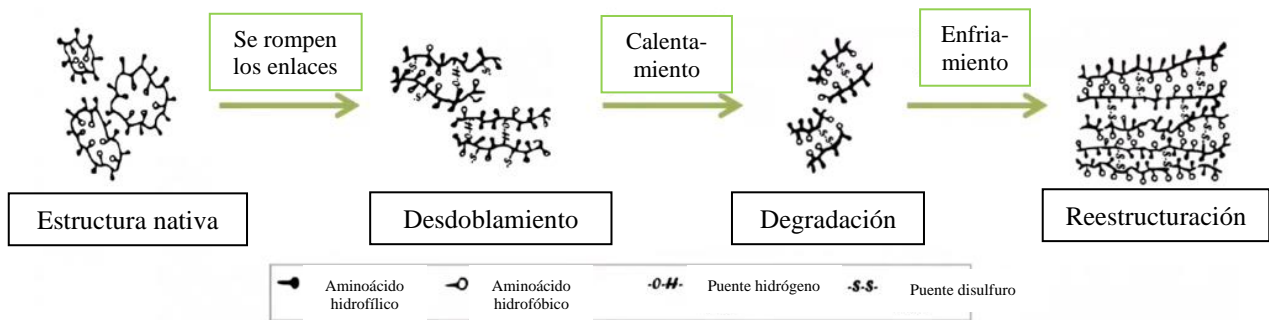 Se rompen
los enlaces
Calenta-
miento
Enfria-
miento
-O-H-
-S-
-S-
-O-H-
-O-H-
-S-
-S-
-S-S-
-S-S-
-S-S-
-S-S-
-S-S-
-S-S-
-S-S-
Estructura nativa
Desdoblamiento
Degradación
Reestructuración
Aminoácido
hidrofílico
Aminoácido
hidrofóbico
-O-H-
Puente hidrógeno
-S-S-
Puente disulfuro